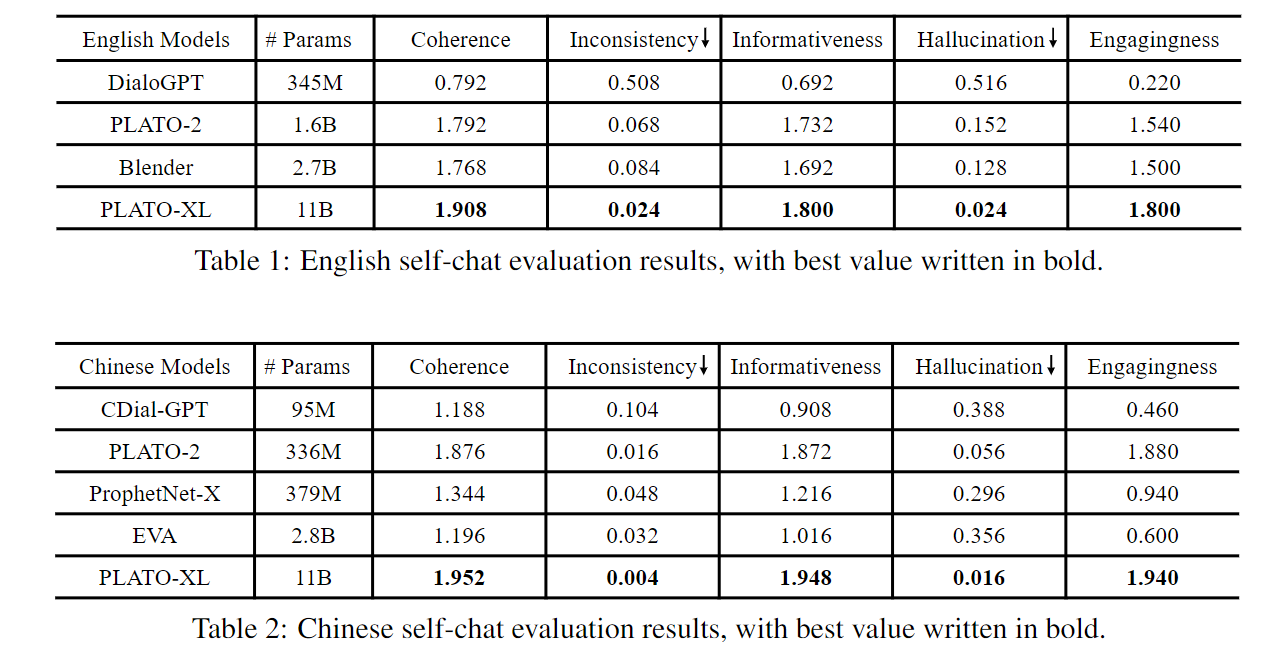 English Models # Params Coherence Inconsistency↓ Informativeness Hallucination↓ Engagingness
DialoGPT 345M 0.792 0.508 0.692 0.516 0.220
PLATO-2 1.6B 1.792 0.068 1.732 0.152 1.540
Blender 2.7B 1.768 0.084 1.692 0.128 1.500
PLATO-XL 11B 1.908 0.024 1.800 0.024 1.800
Table 1: English self-chat evaluation results, with best value written in bold.
Chinese Models # Params Coherence Inconsistency↓ Informativeness Hallucination↓ Engagingness
CDial-GPT 95M 1.188 0.104 0.908 0.388 0.460
PLATO-2 336M 1.876 0.016 1.872 0.056 1.880
ProphetNet-X 379M 1.344 0.048 1.216 0.296 0.940
EVA 2.8B 1.196 0.032 1.016 0.356 0.600
PLATO-XL 11B 1.952 0.004 1.948 0.016 1.940
Table 2: Chinese self-chat evaluation results, with best value written in bold.